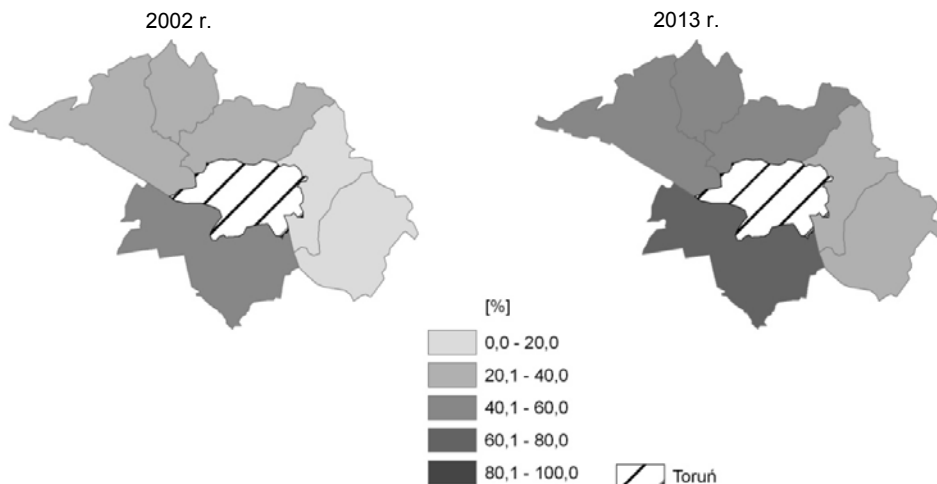 2002 r.
2013 r.
[%]
0,0 - 20,0
20,1 - 40,0
40,1 - 60,0
60,1 - 80,0
80,1 - 100,0
Toruń